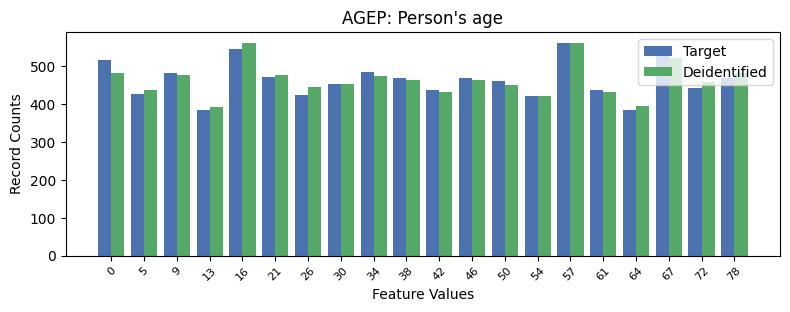 AGEP: Person's age
Target
Deidentified
Record Counts
500
400
300
200
100
0
0 5 9 13 16 21 26 30 34 38 42 46 50 54 57 61 64 67 72 78
Feature Values